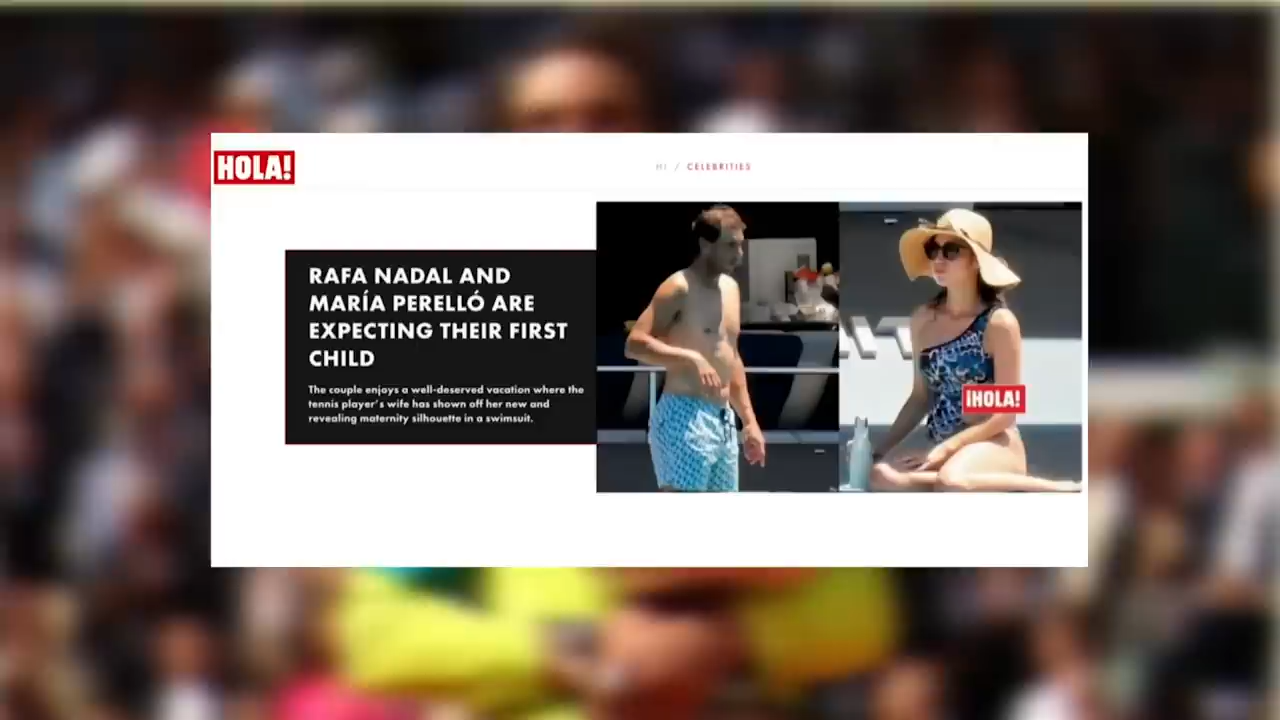 HOLA!
HI / CELEBRITIES
RAFA NADAL AND
MARÍA PERELLÓ ARE
EXPECTING THEIR FIRST
CHILD
The couple enjoys a well-deserved vacation where the
tennis player's wife has shown off her new and
revealing maternity silhouette in a swimsuit.
¡HOLA!